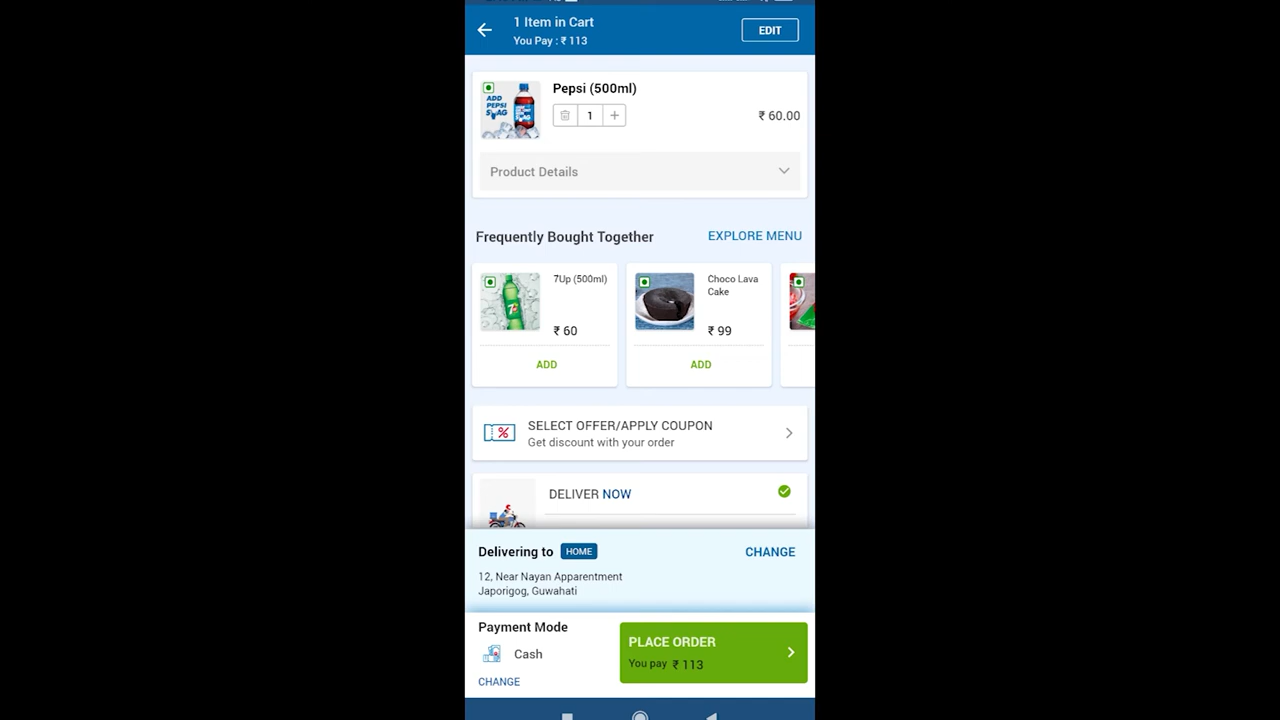 1 Item in Cart
You Pay : ₹ 113
EDIT
Pepsi (500ml)
ADD
PEPSI
1
₹ 60.00
Product Details
Frequently Bought Together
EXPLORE MENU
7Up (500ml)
₹ 60
ADD
Choco Lava
Cake
₹ 99
ADD
SELECT OFFER/APPLY COUPON
Get discount with your order
DELIVER NOW
Delivering to HOME
CHANGE
12, Near Nayan Apparentment
Japorigog, Guwahati
Payment Mode
Cash
CHANGE
PLACE ORDER
You pay ₹ 113